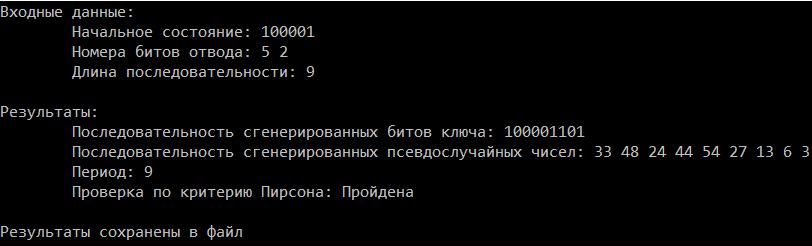 Входные данные:
Начальное состояние: 100001
Номера битов отвода: 5 2
Длина последовательности: 9
Результаты:
Последовательность сгенерированных битов ключа: 100001101
Последовательность сгенерированных псевдослучайных чисел: 33 48 24 44 54 27 13 6 3
Период: 9
Проверка по критерию Пирсона: Пройдена
Результаты сохранены в файл